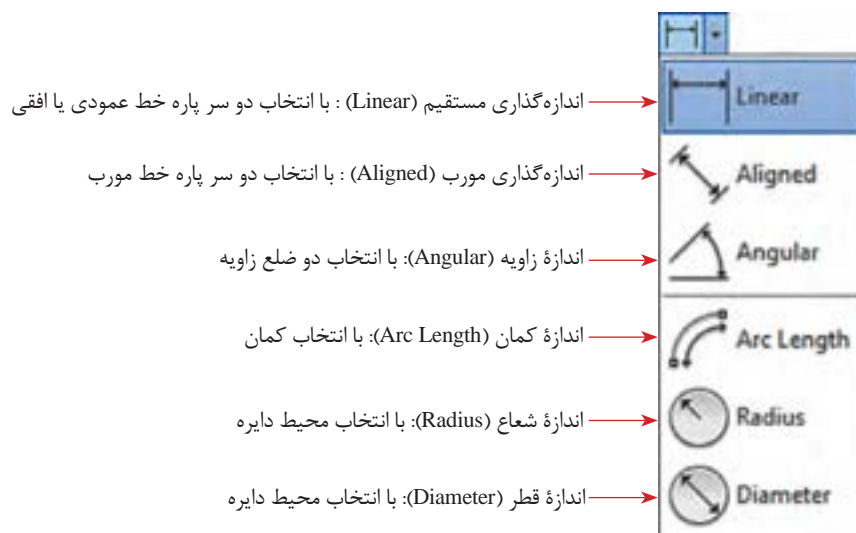 اندازه‌گذاری مستقیم (Linear) : با انتخاب دو سر پاره خط عمودی یا افقی
Linear
اندازه‌گذاری مورب (Aligned) : با انتخاب دو سر پاره خط مورب
Aligned
اندازهٔ زاویه (Angular): با انتخاب دو ضلع زاویه
Angular
اندازهٔ کمان (Arc Length): با انتخاب کمان
Arc Length
اندازهٔ شعاع (Radius): با انتخاب محیط دایره
Radius
اندازهٔ قطر (Diameter): با انتخاب محیط دایره
Diameter